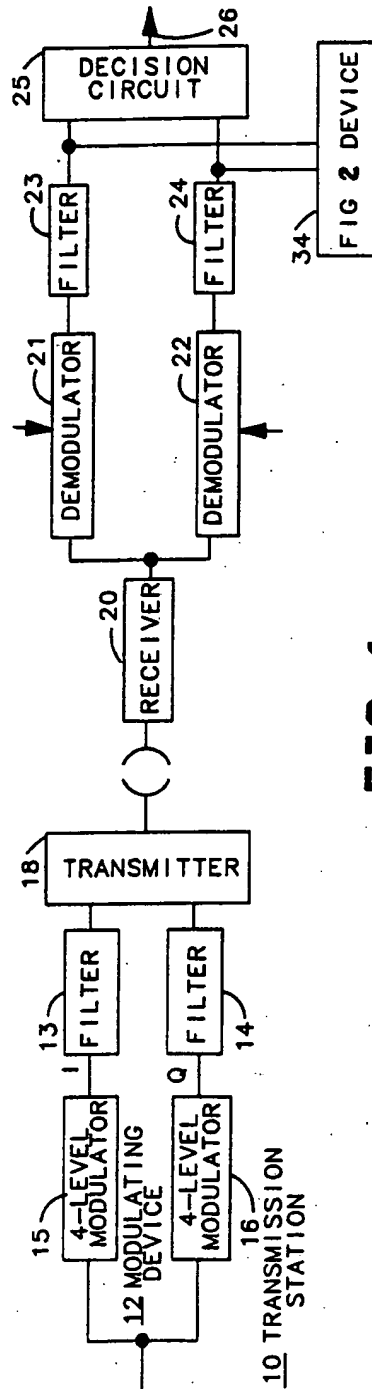 15
4-LEVEL
MODULATOR
I
13
FILTER
12 MODULATING
DEVICE
4-LEVEL
MODULATOR
16
Q
FILTER
14
10 TRANSMISSION
STATION
18
TRANSMITTER
20
RECEIVER
21
DEMODULATOR
22
DEMODULATOR
23
FILTER
24
FILTER
25
DECISION
CIRCUIT
26
34
FIG 2 DEVICE